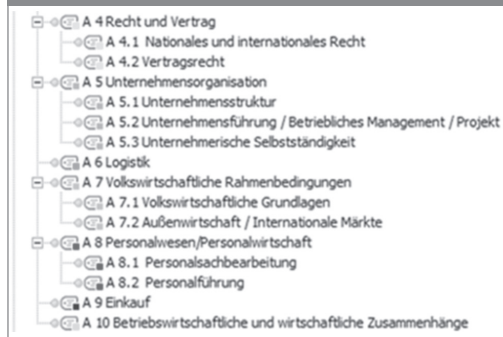 A 4 Recht und Vertrag
A 4.1 Nationales und internationales Recht
A 4.2 Vertragsrecht
A 5 Unternehmensorganisation
A 5.1 Unternehmensstruktur
A 5.2 Unternehmensführung / Betriebliches Management / Projekt
A 5.3 Unternehmerische Selbstständigkeit
A 6 Logistik
A 7 Volkswirtschaftliche Rahmenbedingungen
A 7.1 Volkswirtschaftliche Grundlagen
A 7.2 Außenwirtschaft / Internationale Märkte
A 8 Personalwesen/Personalwirtschaft
A 8.1 Personalsachbearbeitung
A 8.2 Personalführung
A 9 Einkauf
A 10 Betriebswirtschaftliche und wirtschaftliche Zusammenhänge